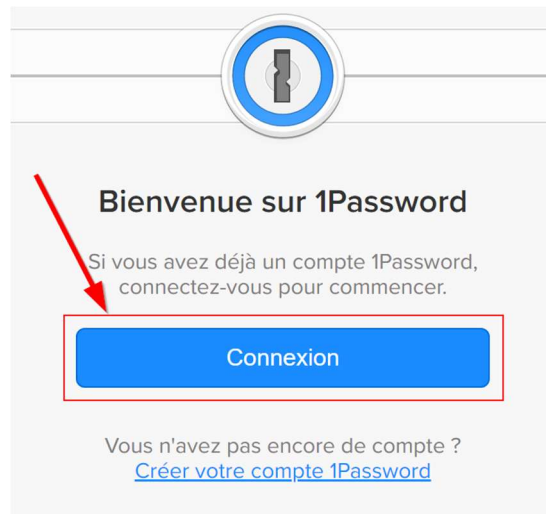 Bienvenue sur 1Password
Si vous avez déjà un compte 1Password,
connectez-vous pour commencer.
Connexion
Vous n'avez pas encore de compte ?
Créer votre compte 1Password